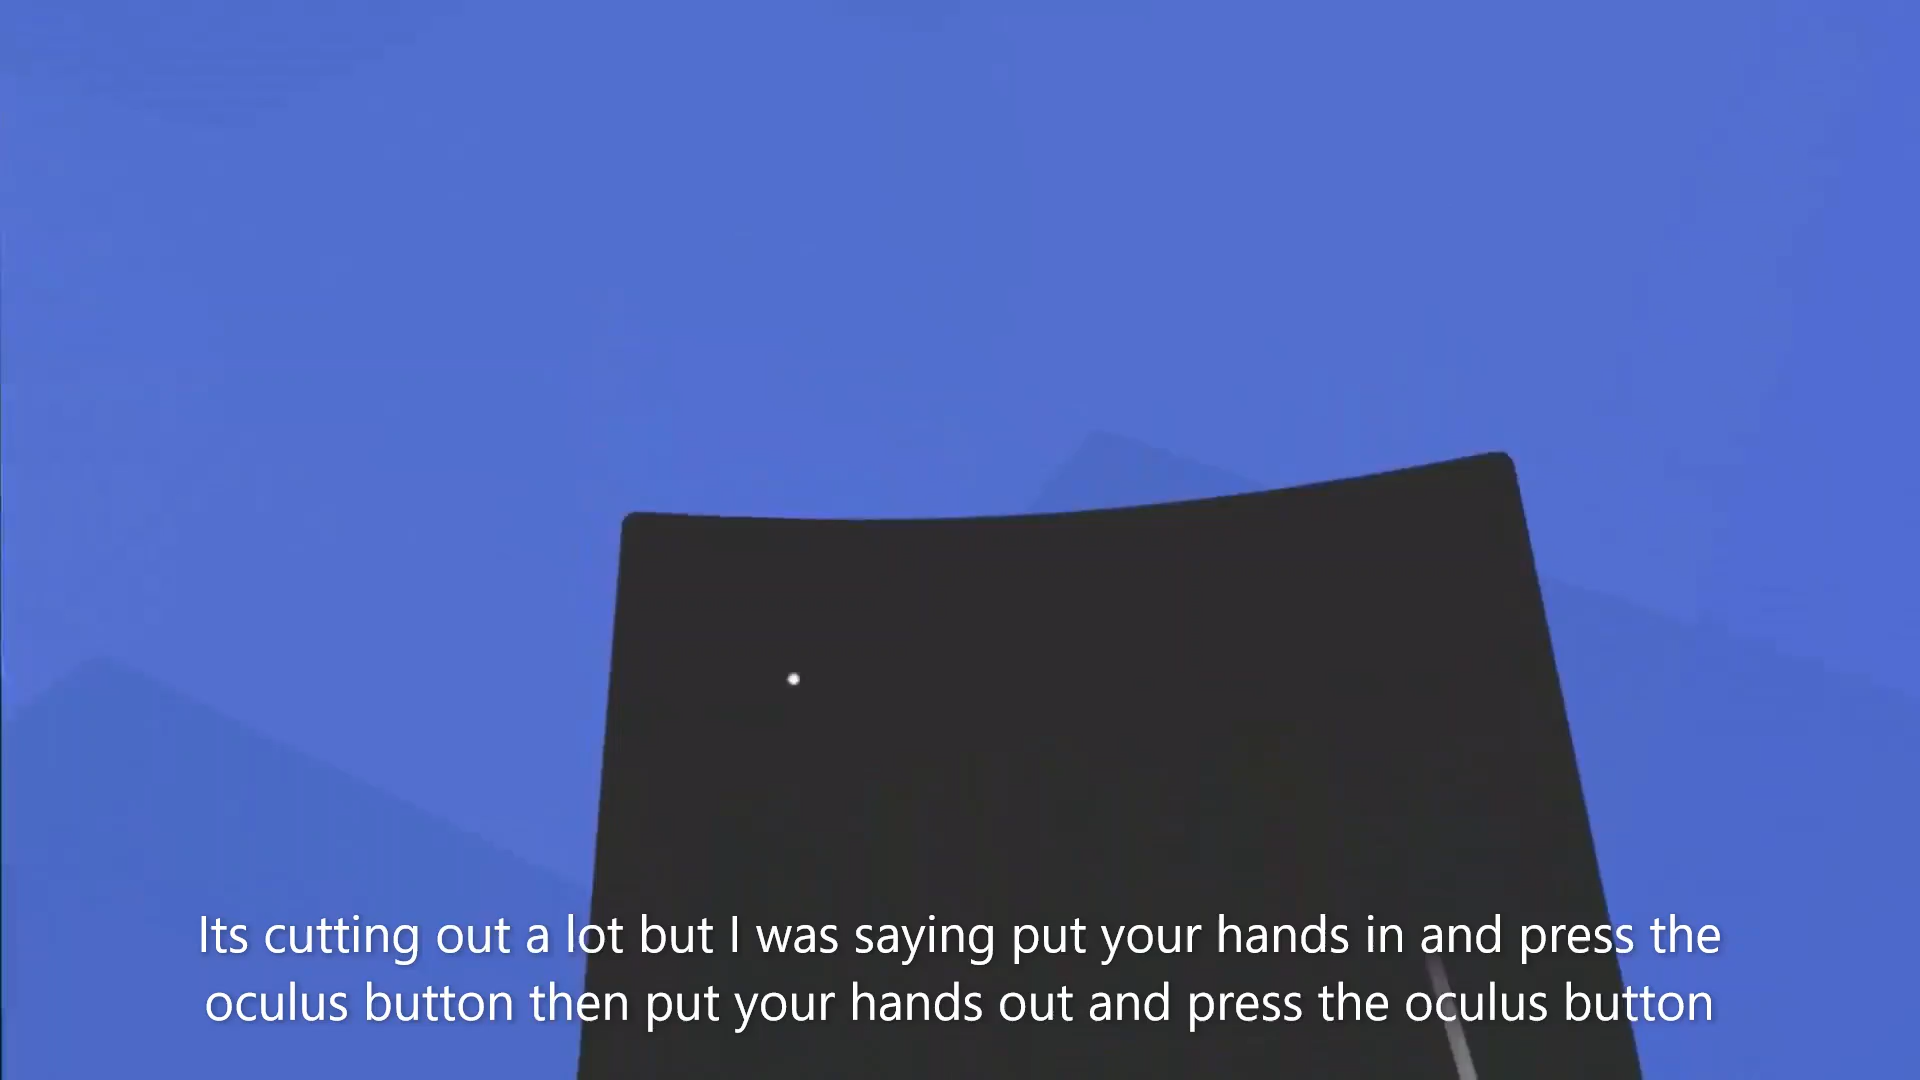 Its cutting out a lot but I was saying put your hands in and press the
oculus button then put your hands out and press the oculus button